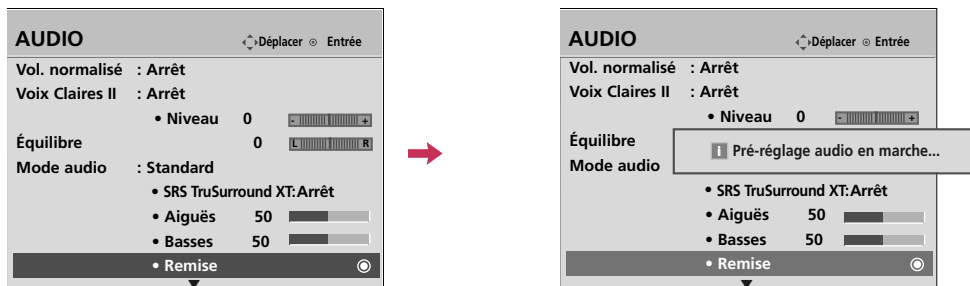 AUDIO Déplacer Entrée
Vol. normalisé : Arrêt
Voix Claires II : Arrêt
• Niveau 0 - +
Équilibre 0 L R
Mode audio : Standard
• SRS TruSurround XT:Arrêt
• Aiguës 50
• Basses 50
• Remise
AUDIO Déplacer Entrée
Vol. normalisé : Arrêt
Voix Claires II : Arrêt
• Niveau 0 - +
Équilibre
Mode audio
i Pré-réglage audio en marche...
• SRS TruSurround XT:Arrêt
• Aiguës 50
• Basses 50
• Remise